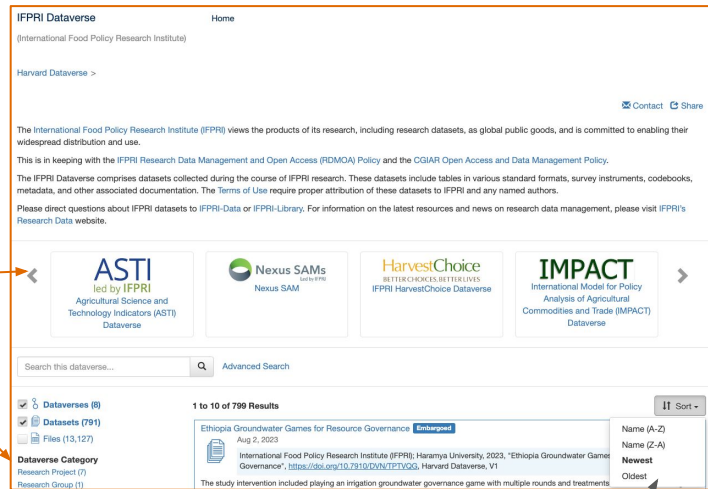 IFPRI Dataverse
Home
(International Food Policy Research Institute)
Harvard Dataverse >
Contact Share
The International Food Policy Research Institute (IFPRI) views the products of its research, including research datasets, as global public goods, and is committed to enabling their
widespread distribution and use.
This is in keeping with the IFPRI Research Data Management and Open Access (RDMOA) Policy and the CGIAR Open Access and Data Management Policy.
The IFPRI Dataverse comprises datasets collected during the course of IFPRI research. These datasets include tables in various standard formats, survey instruments, codebooks,
metadata, and other associated documentation. The Terms of Use require proper attribution of these datasets to IFPRI and any named authors.
Please direct questions about IFPRI datasets to IFPRI-Data or IFPRI-Library. For information on the latest resources and news on research data management, please visit IFPRI's
Research Data website.
ASTI
led by IFPRI
Agricultural Science and
Technology Indicators (ASTI)
Dataverse
Nexus SAMs
Led by IFPRI
Nexus SAM
HarvestChoice
BETTER CHOICES, BETTER LIVES
IFPRI HarvestChoice Dataverse
IMPACT
International Model for Policy
Analysis of Agricultural
Commodities and Trade (IMPACT)
Dataverse
Search this dataverse...
Advanced Search
Dataverses (8)
Datasets (791)
Files (13,127)
Dataverse Category
Research Project (7)
Research Group (1)
1 to 10 of 799 Results
Sort
Name (A-Z)
Name (Z-A)
Newest
Oldest
Ethiopia Groundwater Games for Resource Governance Embargoed
Aug 2, 2023
International Food Policy Research Institute (IFPRI); Haramya University, 2023, "Ethiopia Groundwater Games
Governance", https://doi.org/10.7910/DVN/TPTVQG, Harvard Dataverse, V1
The study intervention included playing an irrigation groundwater governance game with multiple rounds and treatments